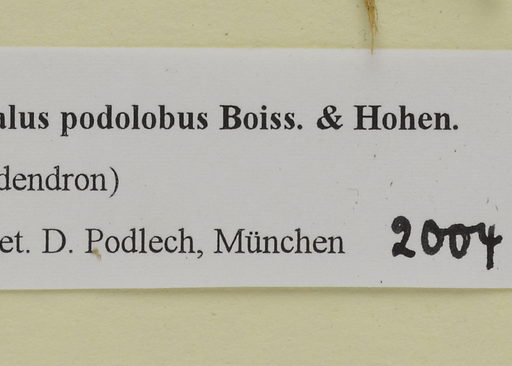 alus podolobus Boiss. & Hohen.
dendron)
et. D. Podlech, München 2004